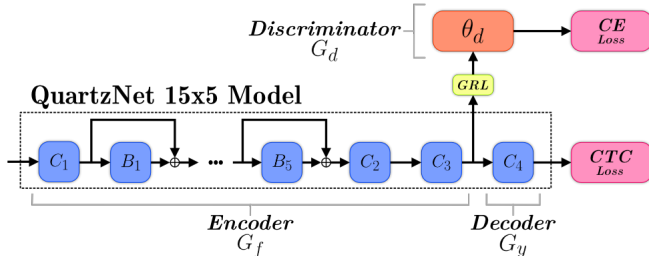 Discriminator
G_d
θ_d
CE
Loss
GRL
QuartzNet 15x5 Model
C_1
B_1
...
B_5
C_2
C_3
C_4
CTC
Loss
Encoder
G_f
Decoder
G_y